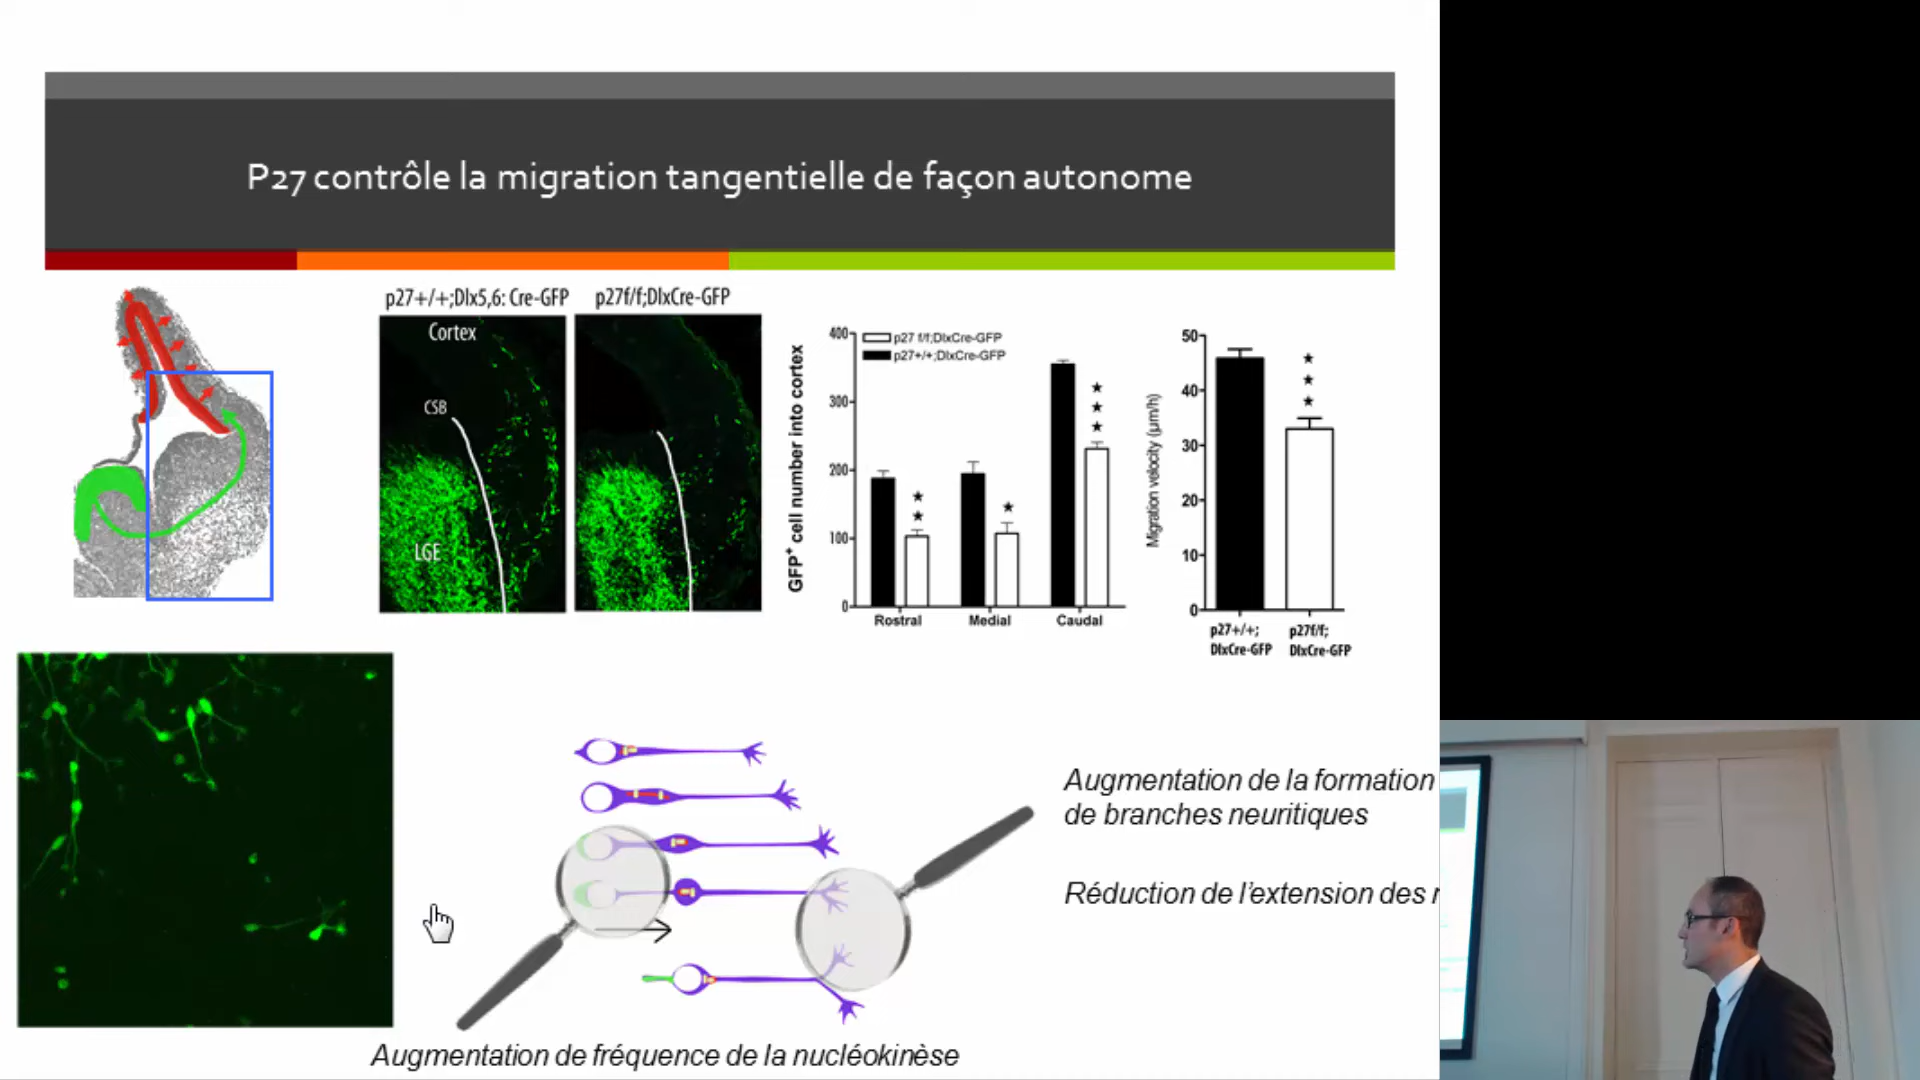 P27 contrôle la migration tangentielle de façon autonome
p27+/+;Dlx5,6: Cre-GFP
p27f/f;DlxCre-GFP
Cortex
CSB
LGE
GFP+ cell number into cortex
400
300
200
100
0
p27 f/f;DlxCre-GFP
p27+/+;DlxCre-GFP
Rostral
Medial
Caudal
Migration velocity (µm/h)
50
40
30
20
10
0
p27+/+;
DlxCre-GFP
p27f/f;
DlxCre-GFP
Augmentation de la formation
de branches neuritiques
Réduction de l'extension des
Augmentation de fréquence de la nucléokinèse